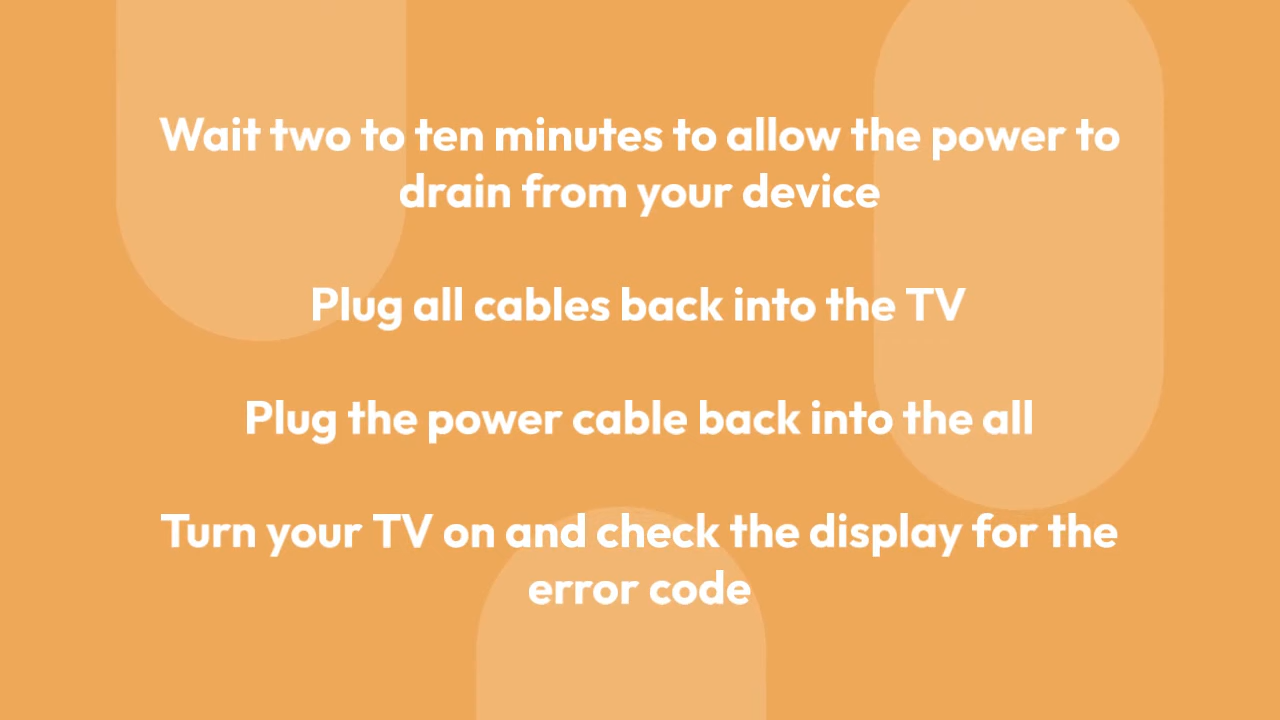 Wait two to ten minutes to allow the power to
drain from your device
Plug all cables back into the TV
Plug the power cable back into the all
Turn your TV on and check the display for the
error code